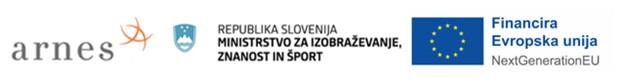 arnes
REPUBLIKA SLOVENIJA
MINISTRSTVO ZA IZOBRAŽEVANJE,
ZNANOST IN ŠPORT
Financira
Evropska unija
NextGenerationEU